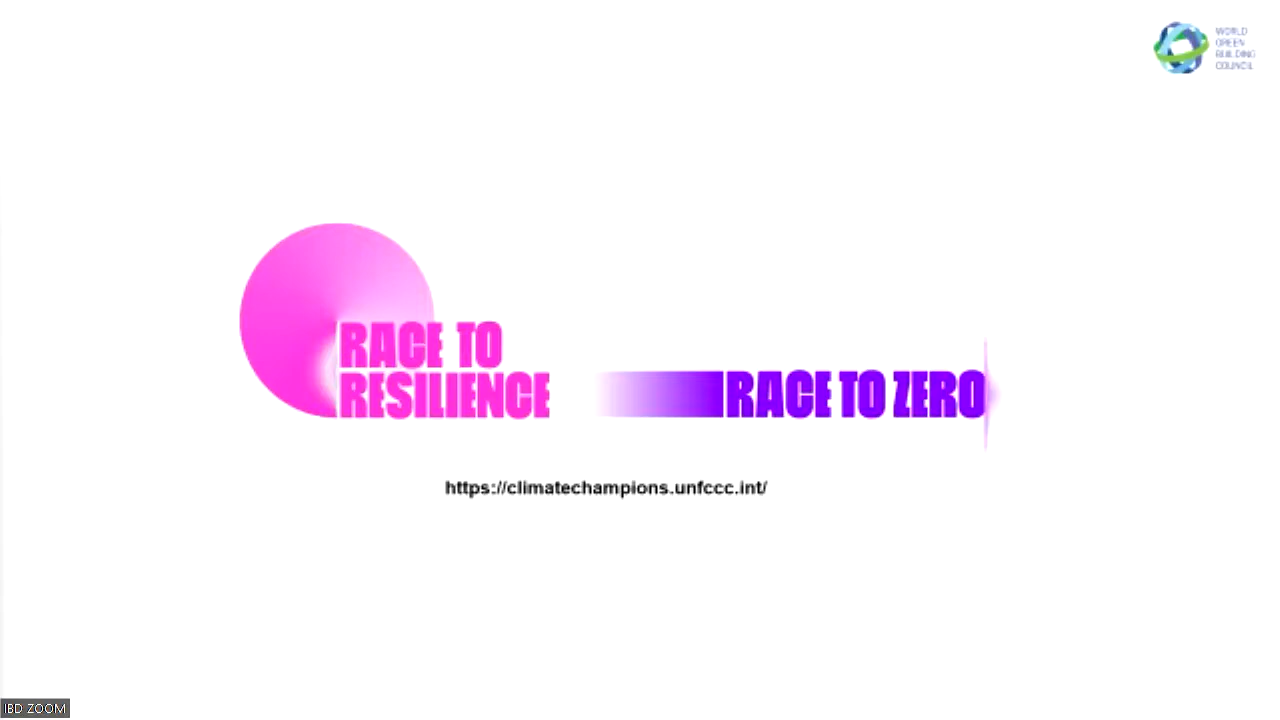 WORLD
GREEN
BUILDING
COUNCIL
RACE TO
RESILIENCE
RACE TO ZERO
https://climatechampions.unfccc.int/
IBD ZOOM